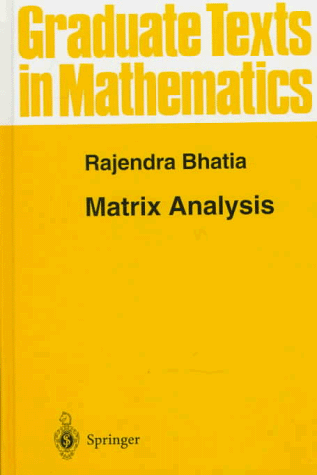 Graduate Texts
in Mathematics
Rajendra Bhatia
Matrix Analysis
Springer